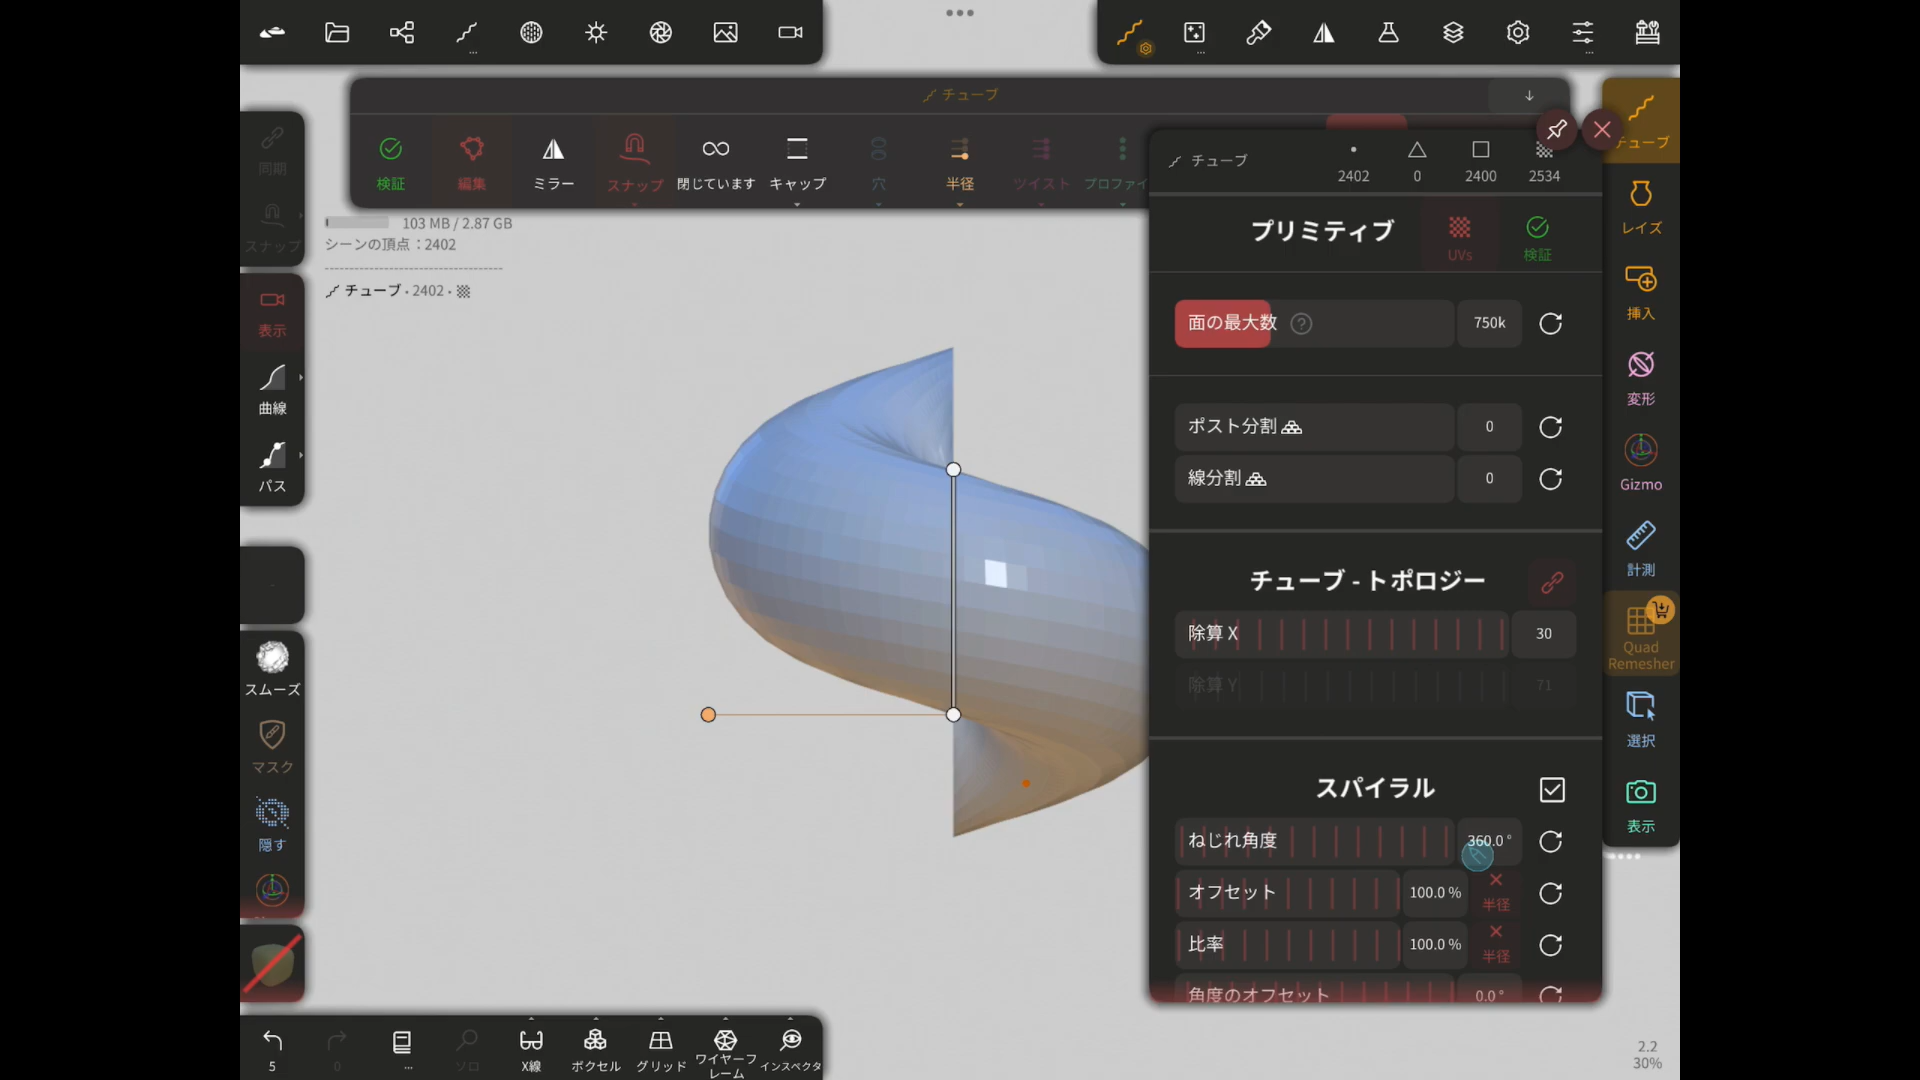 チューブ
検証
編集
ミラー
スナップ
閉じています
キャップ
穴
半径
ツイスト
プロファイ
同期
スナップ
表示
曲線
パス
スムーズ
マスク
隠す
103 MB / 2.87 GB
シーンの頂点：2402
チューブ・2402・
チューブ
2402
0
2400
2534
プリミティブ
UVs
検証
面の最大数 ?
750k
ポスト分割
0
線分割
0
チューブ - トポロジー
除算 X
30
除算 Y
71
スパイラル
ねじれ角度
360.0 °
オフセット
100.0 %
半径
比率
100.0 %
半径
角度のオフセット
0.0 °
チューブ
レイズ
挿入
変形
Gizmo
計測
Quad
Remesher
選択
表示
5
0
...
ソロ
X線
ボクセル
グリッド
ワイヤーフ
レーム
インスペクタ
2.2
30%